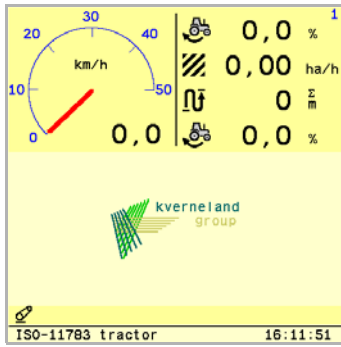 1
30
20
40
km/h
10
50
0
0,0
0,0 %
0,00 ha/h
0 Σ m
0,0 %
kverneland
group
ISO-11783 tractor
16:11:51